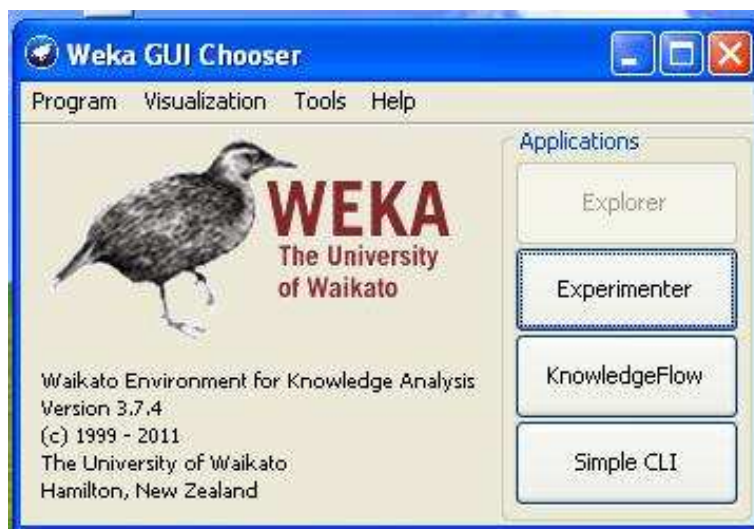 Weka GUI Chooser
Program Visualization Tools Help
WEKA
The University
of Waikato
Waikato Environment for Knowledge Analysis
Version 3.7.4
(c) 1999 - 2011
The University of Waikato
Hamilton, New Zealand
Applications
Explorer
Experimenter
KnowledgeFlow
Simple CLI